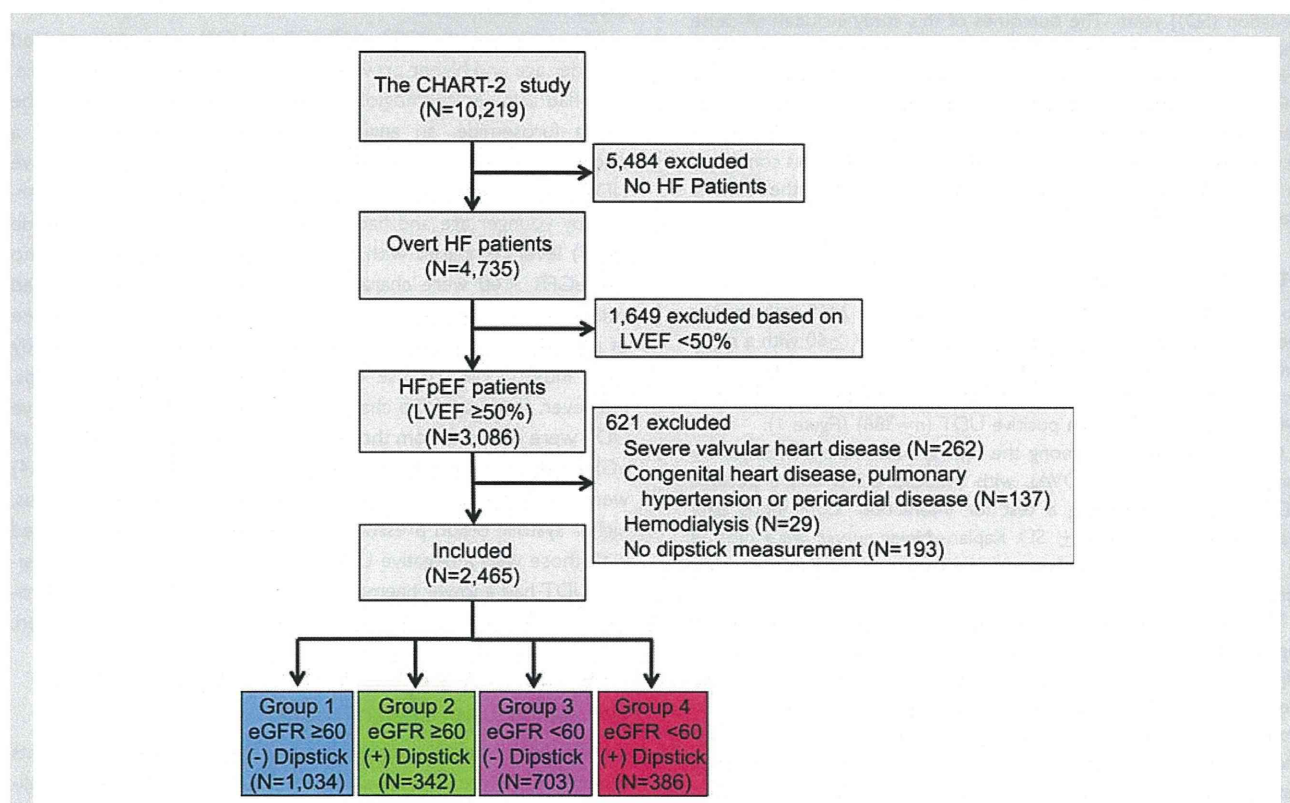 The CHART-2 study
(N=10,219)
5,484 excluded
No HF Patients
Overt HF patients
(N=4,735)
1,649 excluded based on
LVEF <50%
HFpEF patients
(LVEF ≥50%)
(N=3,086)
621 excluded
Severe valvular heart disease (N=262)
Congenital heart disease, pulmonary
hypertension or pericardial disease (N=137)
Hemodialysis (N=29)
No dipstick measurement (N=193)
Included
(N=2,465)
Group 1
eGFR ≥60
(-) Dipstick
(N=1,034)
Group 2
eGFR ≥60
(+) Dipstick
(N=342)
Group 3
eGFR <60
(-) Dipstick
(N=703)
Group 4
eGFR <60
(+) Dipstick
(N=386)